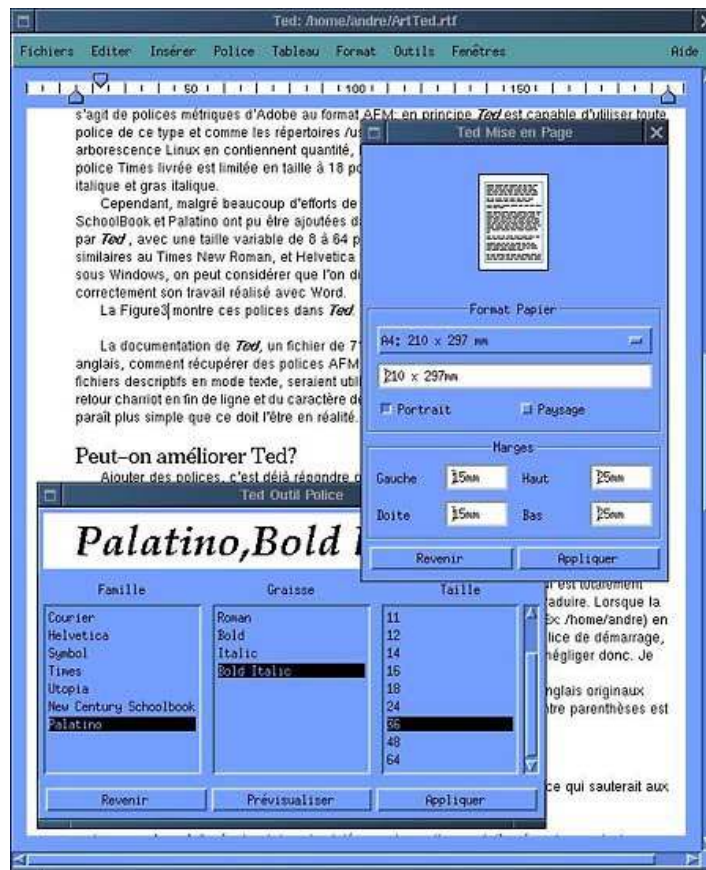 Ted: /home/andre/ArtTed.rtf
Fichiers Editer Insérer Police Tableau Format Outils Fenêtres Aide
50 100 150
s'agit de polices métriques d'Adobe au format AFM; en principe Ted est capable d'utiliser toute
police de ce type et comme les répertoires /us
arborescence Linux en contiennent quantité,
police Times livrée est limitée en taille à 18 po
italique et gras italique.
Cependant, malgré beaucoup d'efforts de
SchoolBook et Palatino ont pu être ajoutées da
par Ted , avec une taille variable de 8 à 64 p
similaires au Times New Roman, et Helvetica
sous Windows, on peut considérer que l'on di
correctement son travail réalisé avec Word.
La Figure3 montre ces polices dans Ted.
La documentation de Ted, un fichier de 7
anglais, comment récupérer des polices AFM
fichiers descriptifs en mode texte, seraient util
retour charriot en fin de ligne et du caractère de
paraît plus simple que ce doit l'être en réalité.
Peut-on améliorer Ted?
Ajouter des polices, c'est déjà répondre
Ted Mise en Page
Format Papier
A4: 210 x 297 mm
210 x 297mm
Portrait Paysage
Marges
Gauche 15mm Haut 25mm
Doite 15mm Bas 25mm
Revenir Appliquer
Ted Outil Police
Palatino,Bold
Famille Graisse Taille
Courier Roman 11
Helvetica Bold 12
Symbol Italic 14
Times Bold Italic 16
Utopia 18
New Century Schoolbook 24
Palatino 36
48
64
Revenir Prévisualiser Appliquer
est totalement
raduire. Lorsque la
Ex: /home/andre) en
lice de démarrage,
négliger donc. Je
nglais originaux
ntre parenthèses est
ce qui sauterait aux